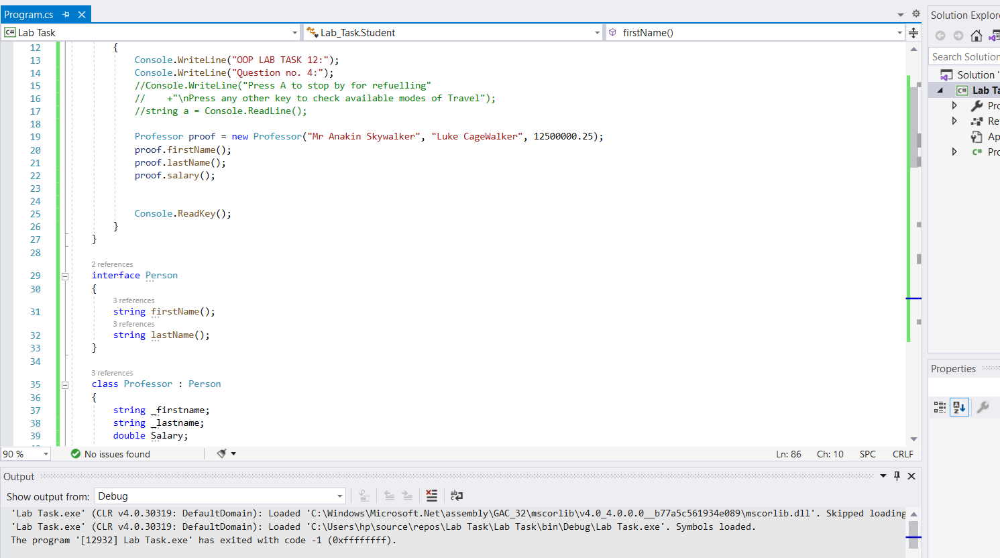 Program.cs
Lab Task
Lab_Task.Student
firstName()
12 {
13 Console.WriteLine("OOP LAB TASK 12:");
14 Console.WriteLine("Question no. 4:");
15 //Console.WriteLine("Press A to stop by for refuelling"
16 // +"\nPress any other key to check available modes of Travel");
17 //string a = Console.ReadLine();
18
19 Professor proof = new Professor("Mr Anakin Skywalker", "Luke CageWalker", 12500000.25);
20 proof.firstName();
21 proof.lastName();
22 proof.salary();
23
24
25 Console.ReadKey();
26 }
27 }
28
2 references
29 interface Person
30 {
3 references
31 string firstName();
3 references
32 string lastName();
33 }
34
3 references
35 class Professor : Person
36 {
37 string _firstname;
38 string _lastname;
39 double Salary;
90 %
No issues found
Ln: 86 Ch: 10 SPC CRLF
Output
Show output from: Debug
'Lab Task.exe' (CLR v4.0.30319: DefaultDomain): Loaded 'C:\Windows\Microsoft.Net\assembly\GAC_32\mscorlib\v4.0_4.0.0.0__b77a5c561934e089\mscorlib.dll'. Skipped loading
'Lab Task.exe' (CLR v4.0.30319: DefaultDomain): Loaded 'C:\Users\hp\source\repos\Lab Task\Lab Task\bin\Debug\Lab Task.exe'. Symbols loaded.
The program '[12932] Lab Task.exe' has exited with code -1 (0xffffffff).
Solution Explore
Search Solution
Solution '
Lab Ta
Pro
Re
Ap
C# Pro
Properties